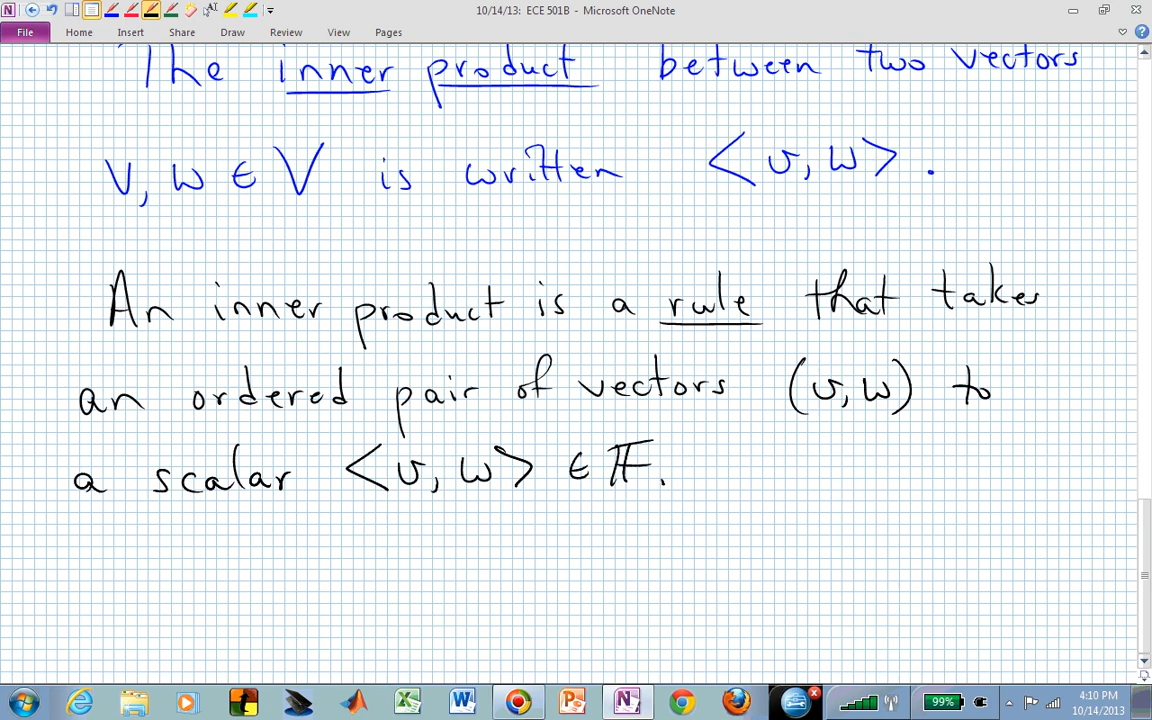 10/14/13: ECE 501B - Microsoft OneNote
File Home Insert Share Draw Review View Pages
The inner product between two vectors
v, w ∈ V is written <v, w>.
An inner product is a rule that takes
an ordered pair of vectors (v, w) to
a scalar <v, w> ∈ 𝔽.
99%
4:10 PM
10/14/2013